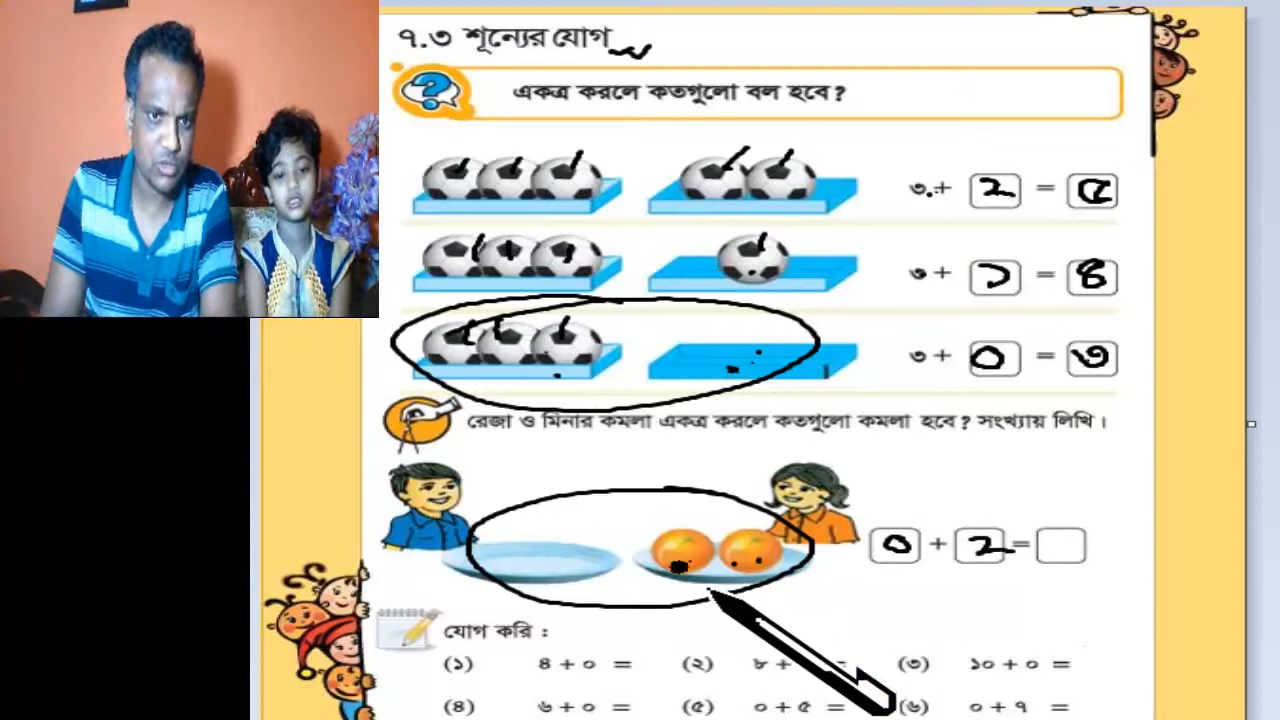 ৭.৩ শূন্যের যোগ
একত্র করলে কতগুলো বল হবে?
৩ + ২ = ৫
৩ + ১ = ৪
৩ + ০ = ৩
রেজা ও মিনার কমলা একত্র করলে কতগুলো কমলা হবে? সংখ্যায় লিখি।
০ + ২ =
যোগ করি :
(১) ৪ + ০ = (২) ৮ + = (৩) ১০ + ০ =
(৪) ৬ + ০ = (৫) ০ + ৫ = (৬) ০ + ৭ =